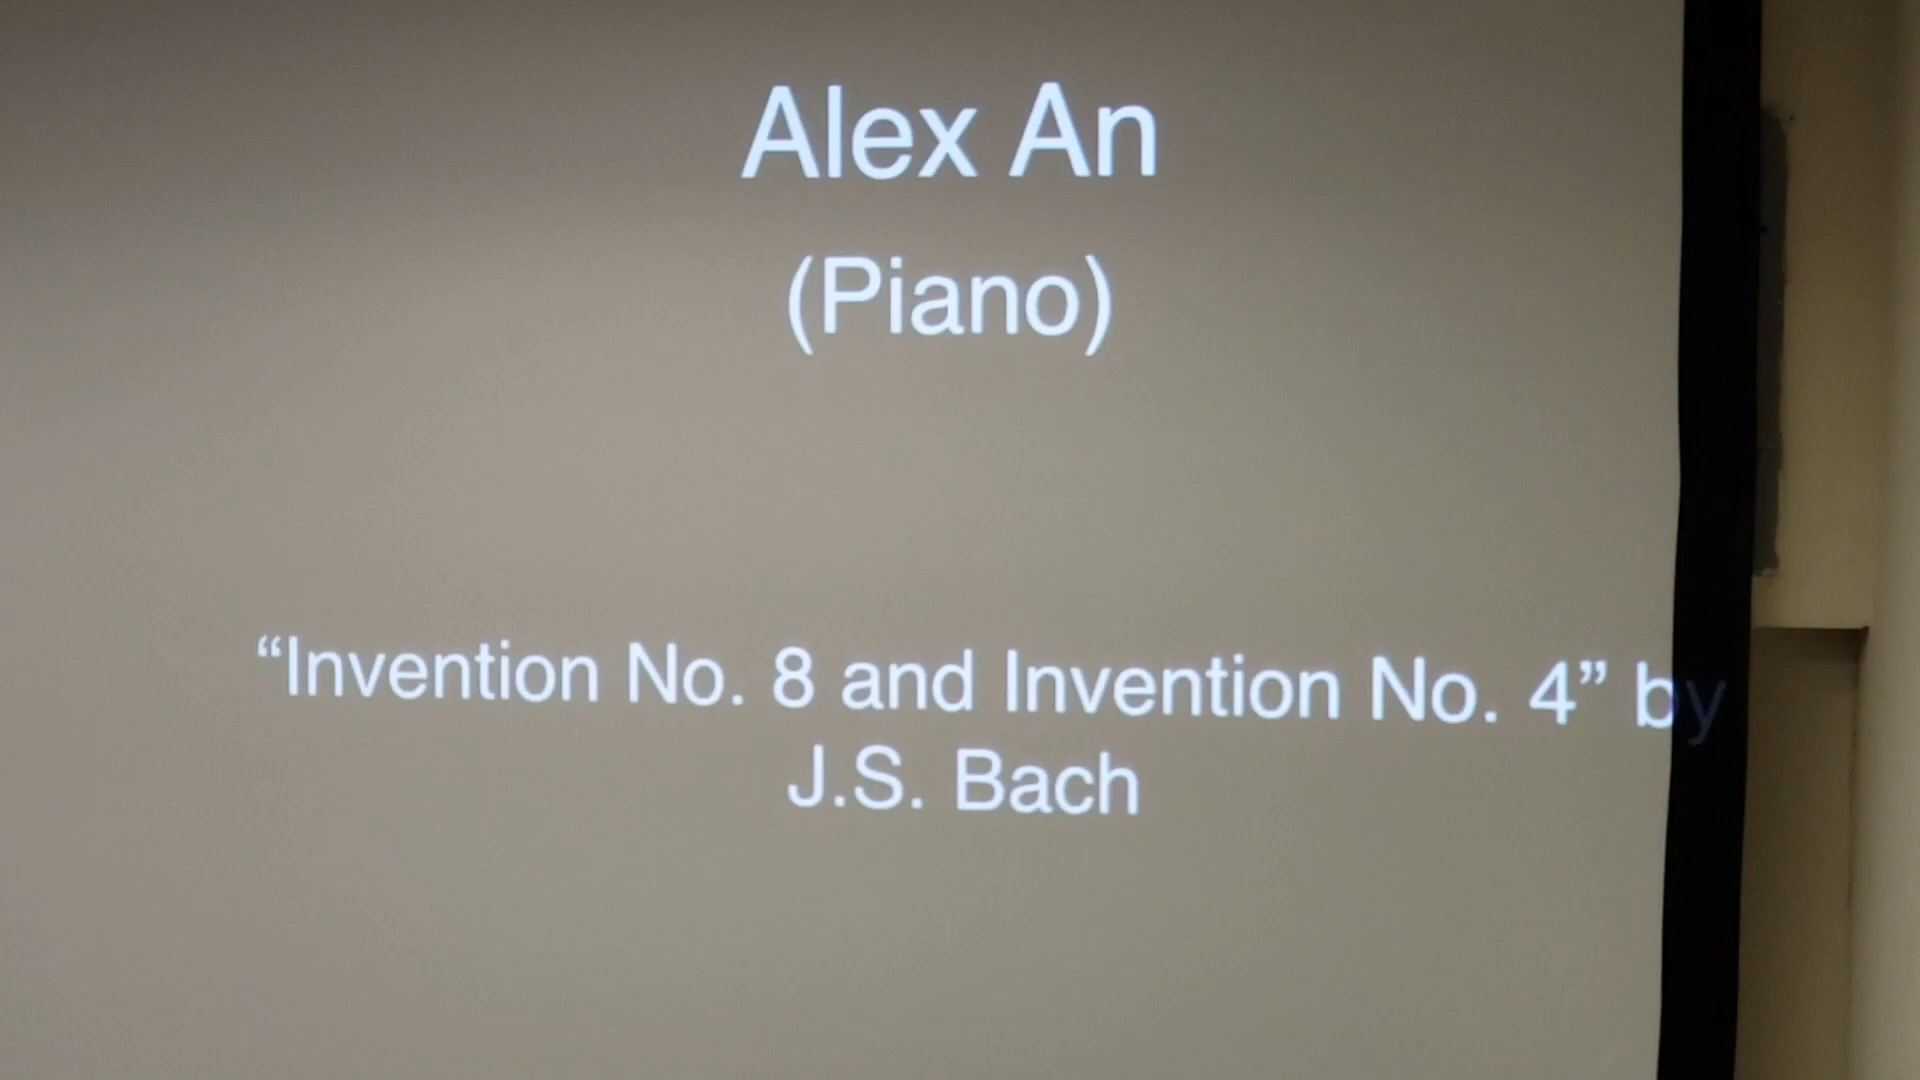 Alex An
(Piano)
“Invention No. 8 and Invention No. 4” by
J.S. Bach